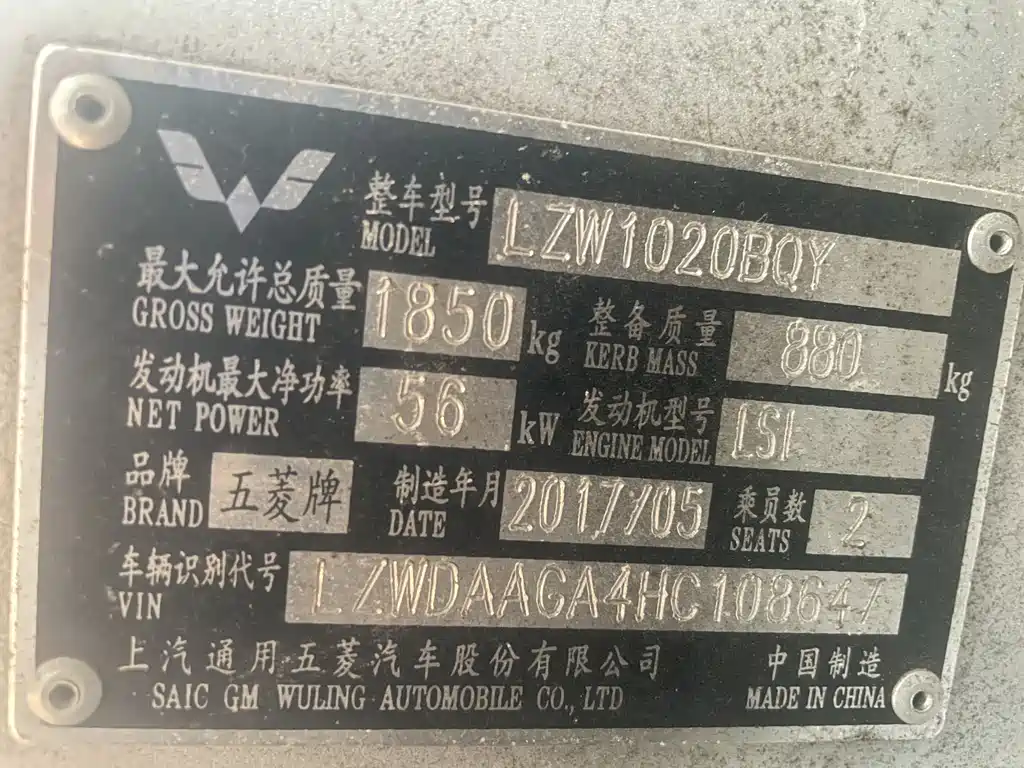 整车型号 MODEL LZW1020BQY
最大允许总质量 GROSS WEIGHT 1850 kg 整备质量 KERB MASS 880 kg
发动机最大净功率 NET POWER 56 kW 发动机型号 ENGINE MODEL LSI
品牌 BRAND 五菱牌 制造年月 DATE 2017/05 乘员数 SEATS 2
车辆识别代号 VIN LZWDAAGA4HC108647
上汽通用五菱汽车股份有限公司 中国制造
SAIC GM WULING AUTOMOBILE CO., LTD MADE IN CHINA